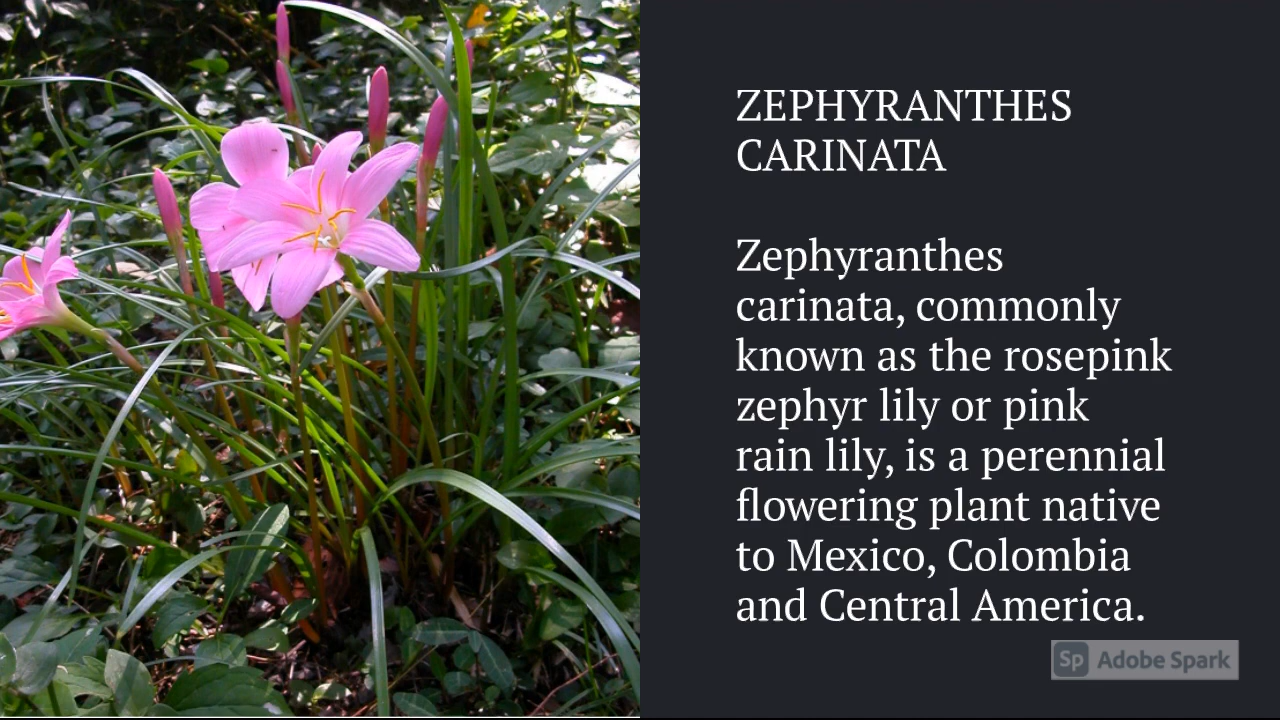 ZEPHYRANTHES
CARINATA
Zephyranthes
carinata, commonly
known as the rosepink
zephyr lily or pink
rain lily, is a perennial
flowering plant native
to Mexico, Colombia
and Central America.
Sp Adobe Spark